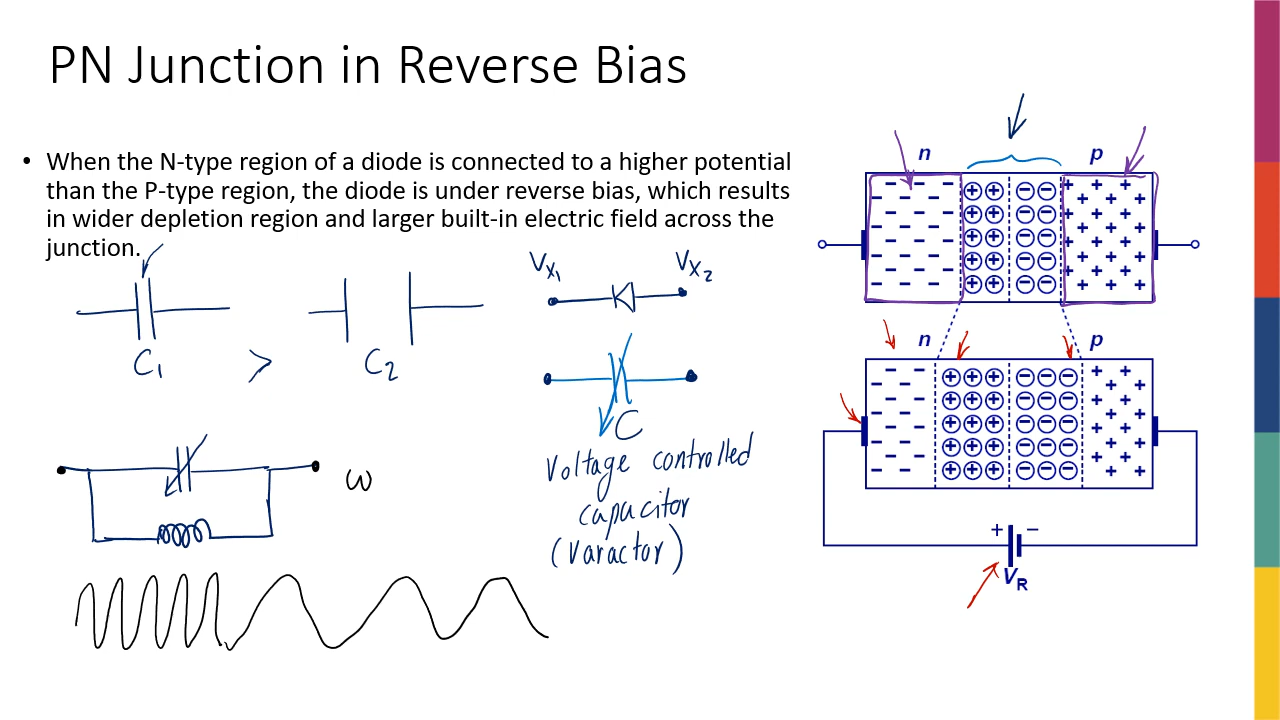 PN Junction in Reverse Bias
• When the N-type region of a diode is connected to a higher potential
than the P-type region, the diode is under reverse bias, which results
in wider depletion region and larger built-in electric field across the
junction.
C1 > C2
Vx1 Vx2
C
Voltage controlled
capacitor
(Varactor)
ω
n p
n p
+ −
VR